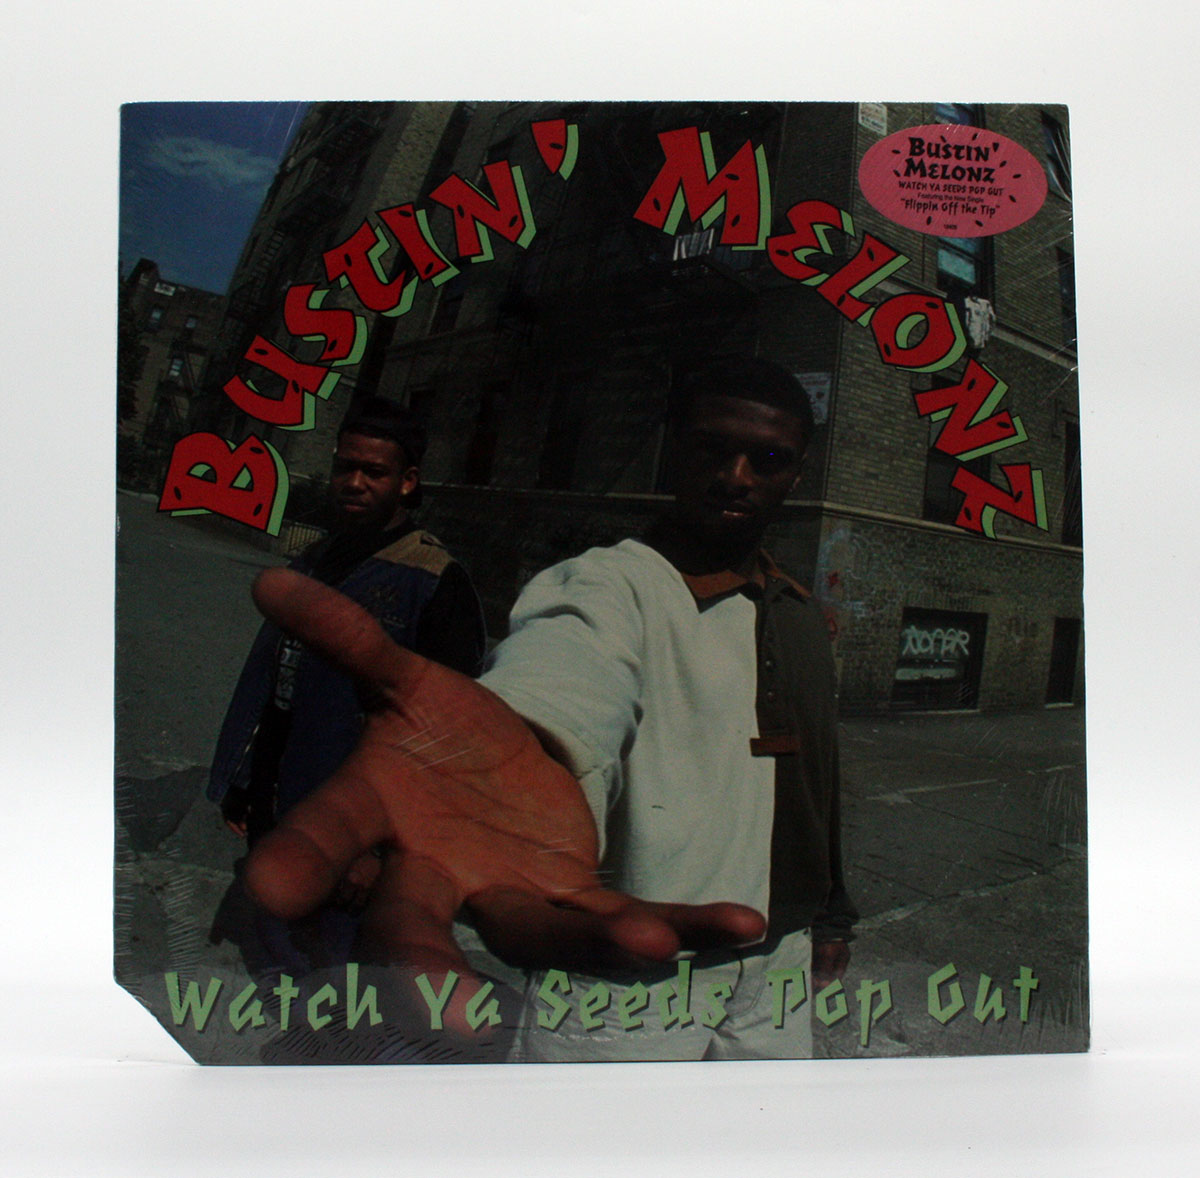 BUSTIN' MELONZ
BUSTIN'
MELONZ
WATCH YA SEEDS POP OUT
Featuring the New Single
"Flippin Off the Tip"
Watch Ya Seeds Pop Out